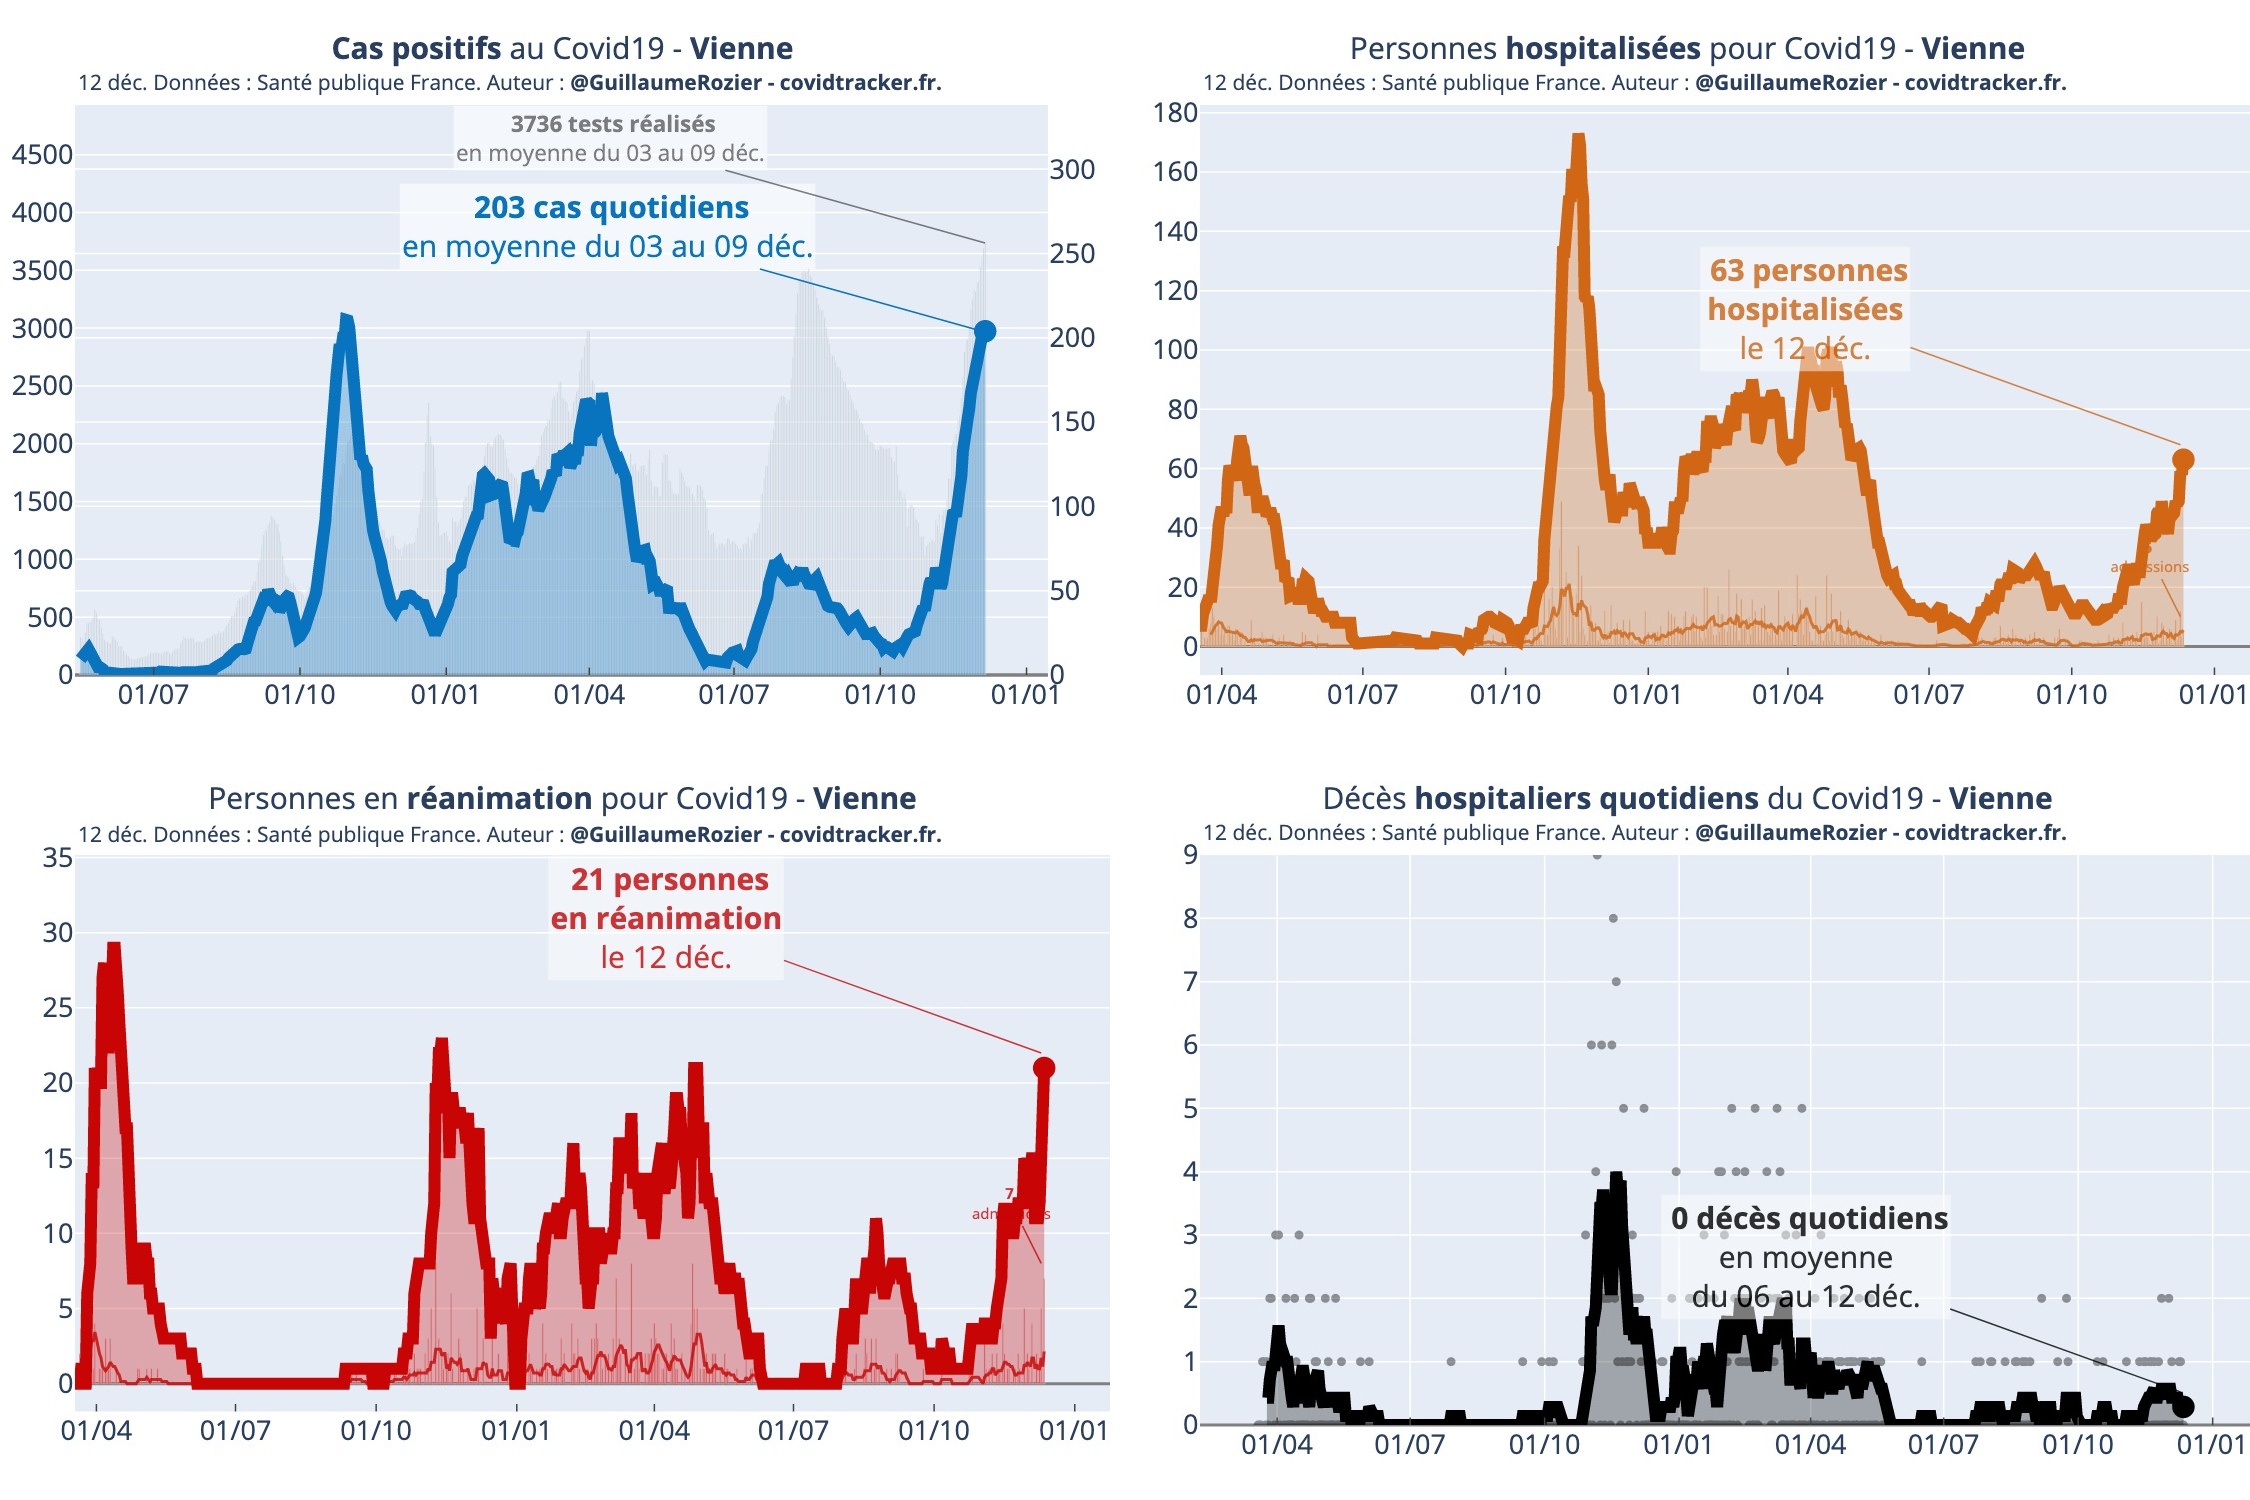 Cas positifs au Covid19 - Vienne
12 déc. Données : Santé publique France. Auteur : @GuillaumeRozier - covidtracker.fr.
3736 tests réalisés
en moyenne du 03 au 09 déc.
203 cas quotidiens
en moyenne du 03 au 09 déc.
4500
4000
3500
3000
2500
2000
1500
1000
500
0
300
250
200
150
100
50
0
01/07 01/10 01/01 01/04 01/07 01/10 01/01
Personnes hospitalisées pour Covid19 - Vienne
12 déc. Données : Santé publique France. Auteur : @GuillaumeRozier - covidtracker.fr.
180
160
140
120
100
80
60
40
20
0
63 personnes
hospitalisées
le 12 déc.
01/04 01/07 01/10 01/01 01/04 01/07 01/10 01/01
Personnes en réanimation pour Covid19 - Vienne
12 déc. Données : Santé publique France. Auteur : @GuillaumeRozier - covidtracker.fr.
35
30
25
20
15
10
5
0
21 personnes
en réanimation
le 12 déc.
7
01/04 01/07 01/10 01/01 01/04 01/07 01/10 01/01
Décès hospitaliers quotidiens du Covid19 - Vienne
12 déc. Données : Santé publique France. Auteur : @GuillaumeRozier - covidtracker.fr.
9
8
7
6
5
4
3
2
1
0
0 décès quotidiens
en moyenne
du 06 au 12 déc.
01/04 01/07 01/10 01/01 01/04 01/07 01/10 01/01